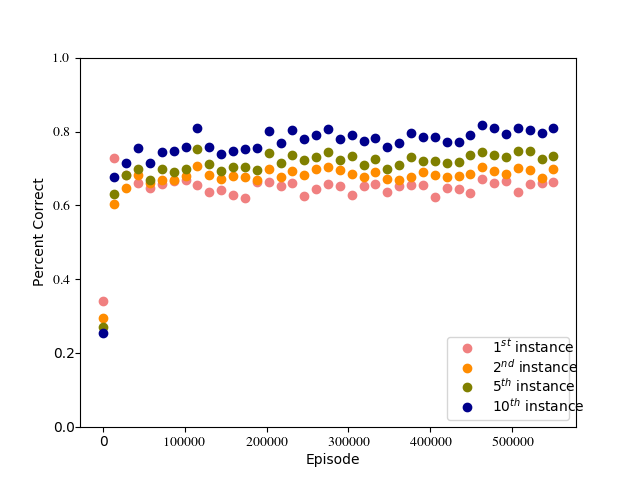 1.0
0.8
0.6
0.4
0.2
0.0
Percent Correct
0 100000 200000 300000 400000 500000
Episode
1st instance
2nd instance
5th instance
10th instance